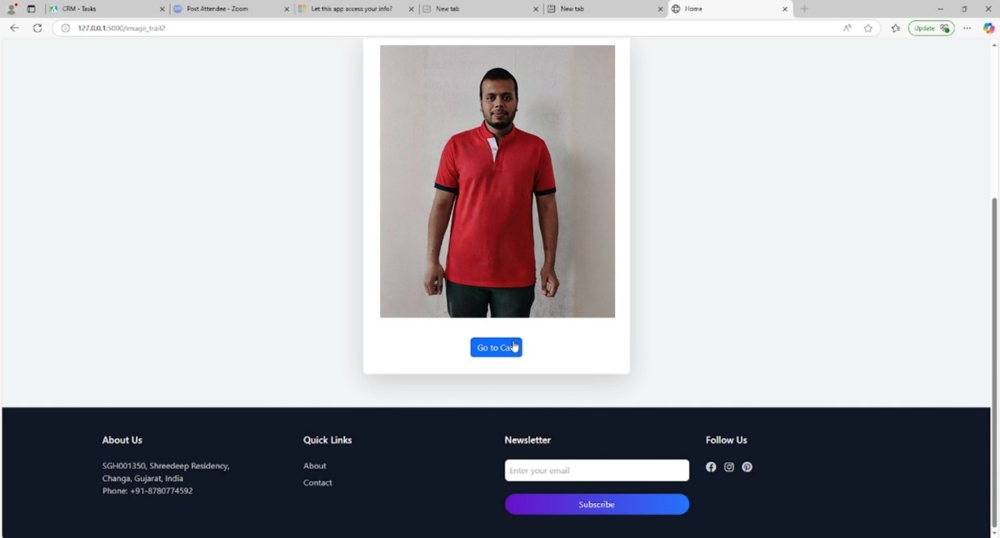 CRM - Tasks
Post Attendee - Zoom
Let this app access your info?
New tab
New tab
Home
127.0.0.1:5000/image_trail2
Update
Go to
About Us
Quick Links
Newsletter
Follow Us
SGH001350, Shreedeep Residency,
Changa, Gujarat, India
Phone: +91-8780774592
About
Contact
Enter your email
Subscribe